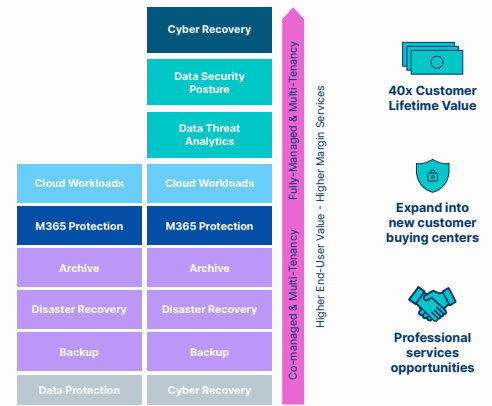 Cyber Recovery
Data Security
Posture
Data Threat
Analytics
Cloud Workloads
Cloud Workloads
M365 Protection
M365 Protection
Archive
Archive
Disaster Recovery
Disaster Recovery
Backup
Backup
Data Protection
Cyber Recovery
Co-managed & Multi-Tenancy
Fully-Managed & Multi-Tenancy
Higher End-User Value - Higher Margin Services
40x Customer
Lifetime Value
Expand into
new customer
buying centers
Professional
services
opportunities